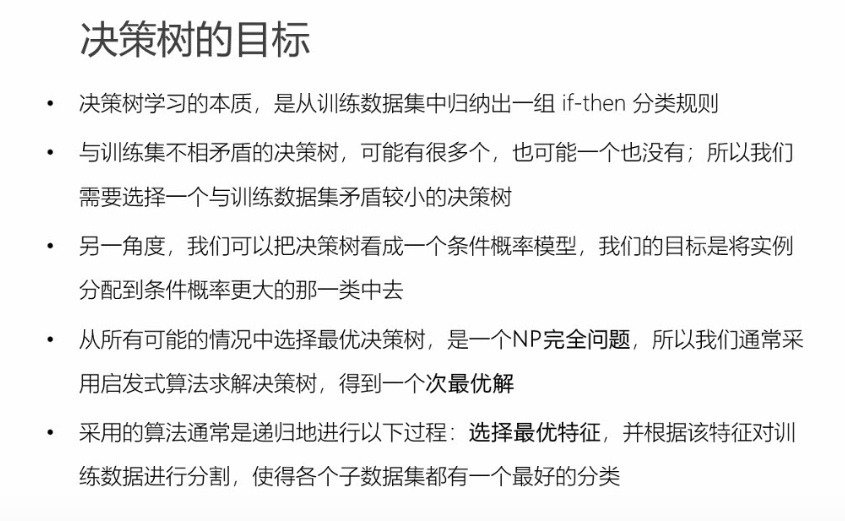 决策树的目标
• 决策树学习的本质，是从训练数据集中归纳出一组 if-then 分类规则
• 与训练集不相矛盾的决策树，可能有很多个，也可能一个也没有；所以我们
需要选择一个与训练数据集矛盾较小的决策树
• 另一角度，我们可以把决策树看成一个条件概率模型，我们的目标是将实例
分配到条件概率更大的那一类中去
• 从所有可能的情况中选择最优决策树，是一个NP完全问题，所以我们通常采
用启发式算法求解决策树，得到一个次最优解
• 采用的算法通常是递归地进行以下过程：选择最优特征，并根据该特征对训
练数据进行分割，使得各个子数据集都有一个最好的分类